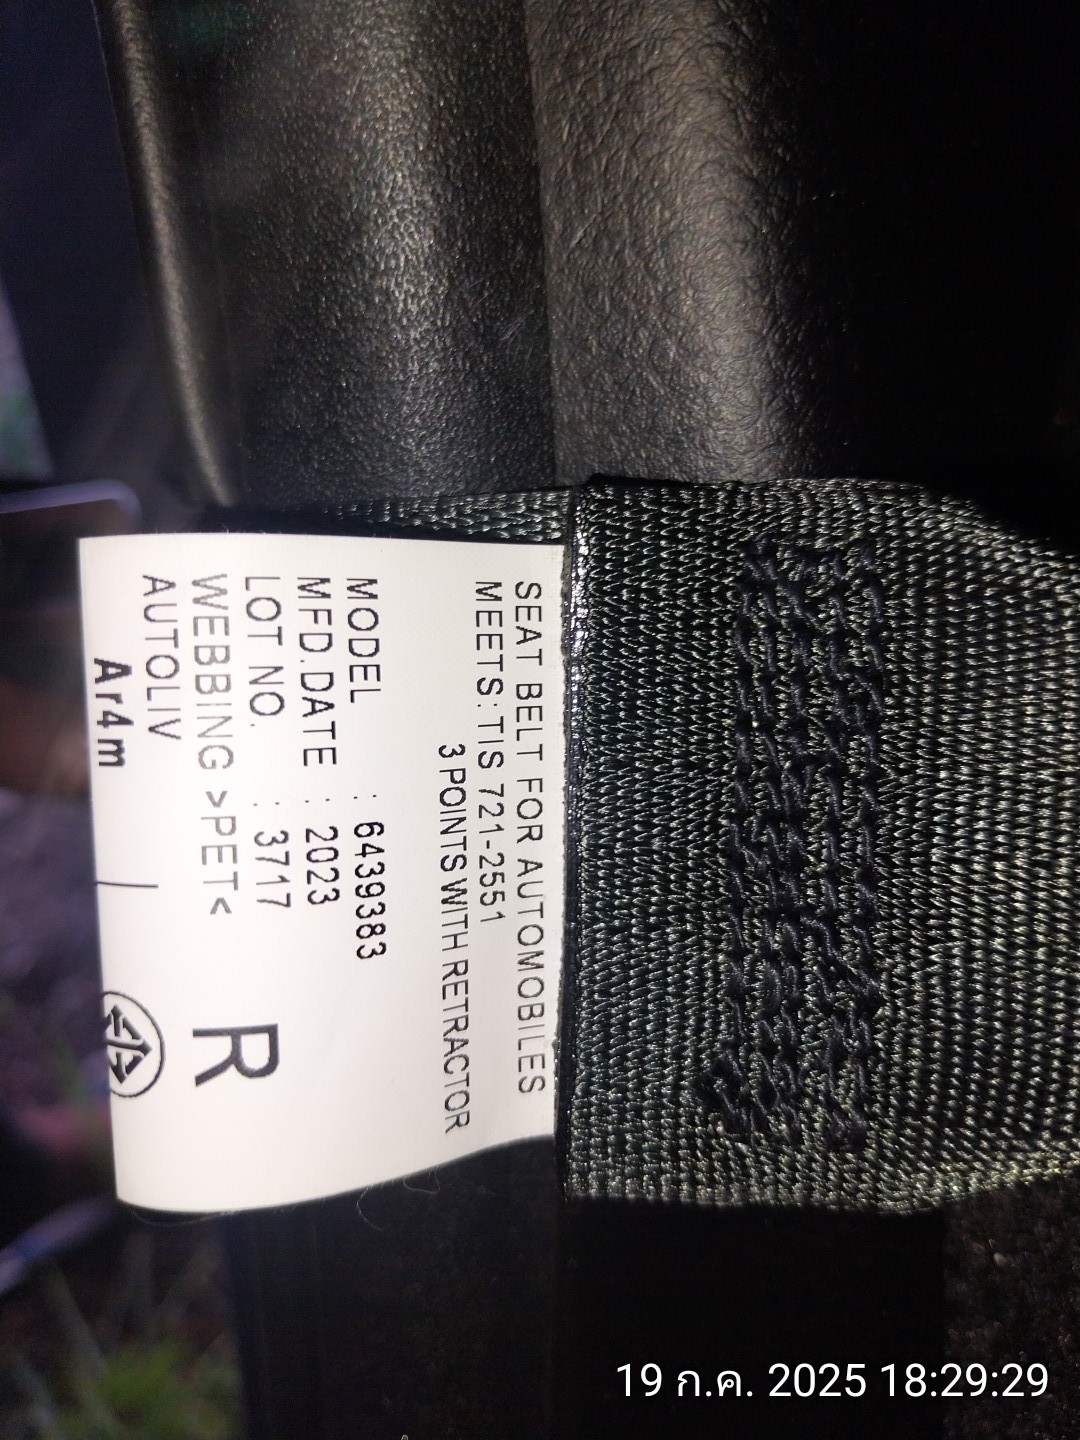 SEAT BELT FOR AUTOMOBILES
MEETS:TIS 721-2551
3 POINTS WITH RETRACTOR
MODEL : 6439383
MFD.DATE : 2023
LOT NO. : 3717
WEBBING >PET<
AUTOLIV
R
Ar4m
19 ก.ค. 2025 18:29:29